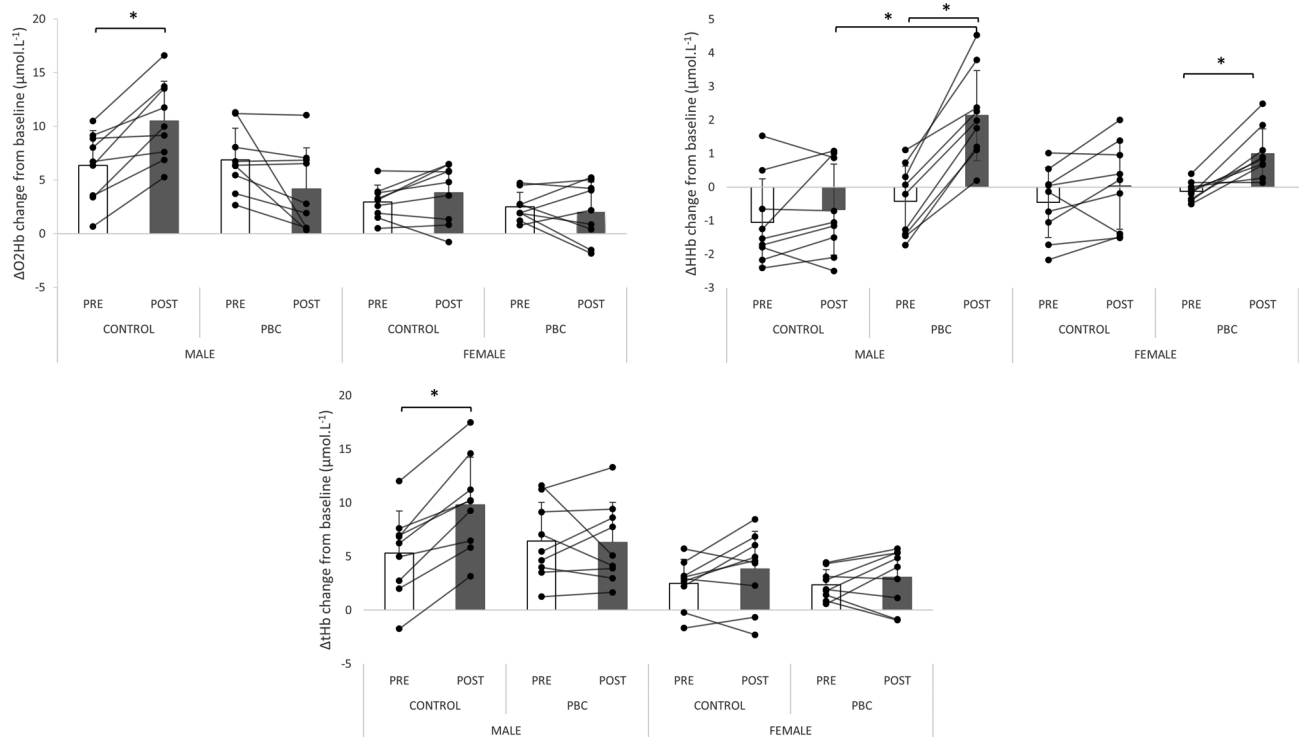 ΔO2Hb change from baseline (µmol.L-1)
20
15
10
5
0
-5
*
PRE POST PRE POST PRE POST PRE POST
CONTROL PBC CONTROL PBC
MALE FEMALE
ΔHHb change from baseline (µmol.L-1)
5
4
3
2
1
0
-1
-2
-3
* * *
PRE POST PRE POST PRE POST PRE POST
CONTROL PBC CONTROL PBC
MALE FEMALE
ΔtHb change from baseline (µmol.L-1)
20
15
10
5
0
-5
*
PRE POST PRE POST PRE POST PRE POST
CONTROL PBC CONTROL PBC
MALE FEMALE